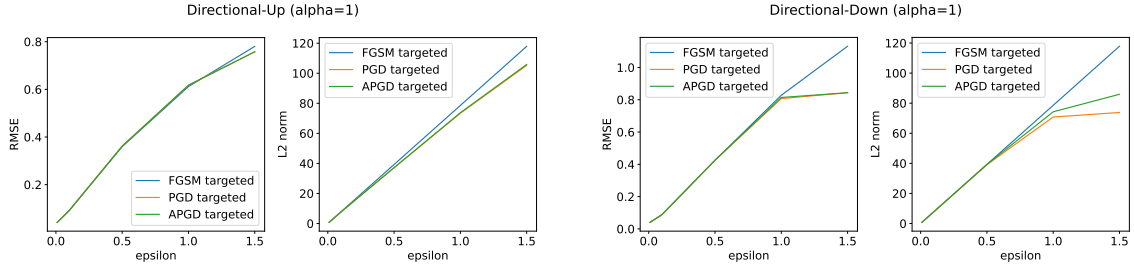 Directional-Up (alpha=1)
RMSE
0.8
0.6
0.4
0.2
0.0
0.5
1.0
1.5
epsilon
FGSM targeted
PGD targeted
APGD targeted
L2 norm
120
100
80
60
40
20
0
0.0
0.5
1.0
1.5
epsilon
FGSM targeted
PGD targeted
APGD targeted
Directional-Down (alpha=1)
RMSE
1.0
0.8
0.6
0.4
0.2
0.0
0.0
0.5
1.0
1.5
epsilon
FGSM targeted
PGD targeted
APGD targeted
L2 norm
120
100
80
60
40
20
0
0.0
0.5
1.0
1.5
epsilon
FGSM targeted
PGD targeted
APGD targeted